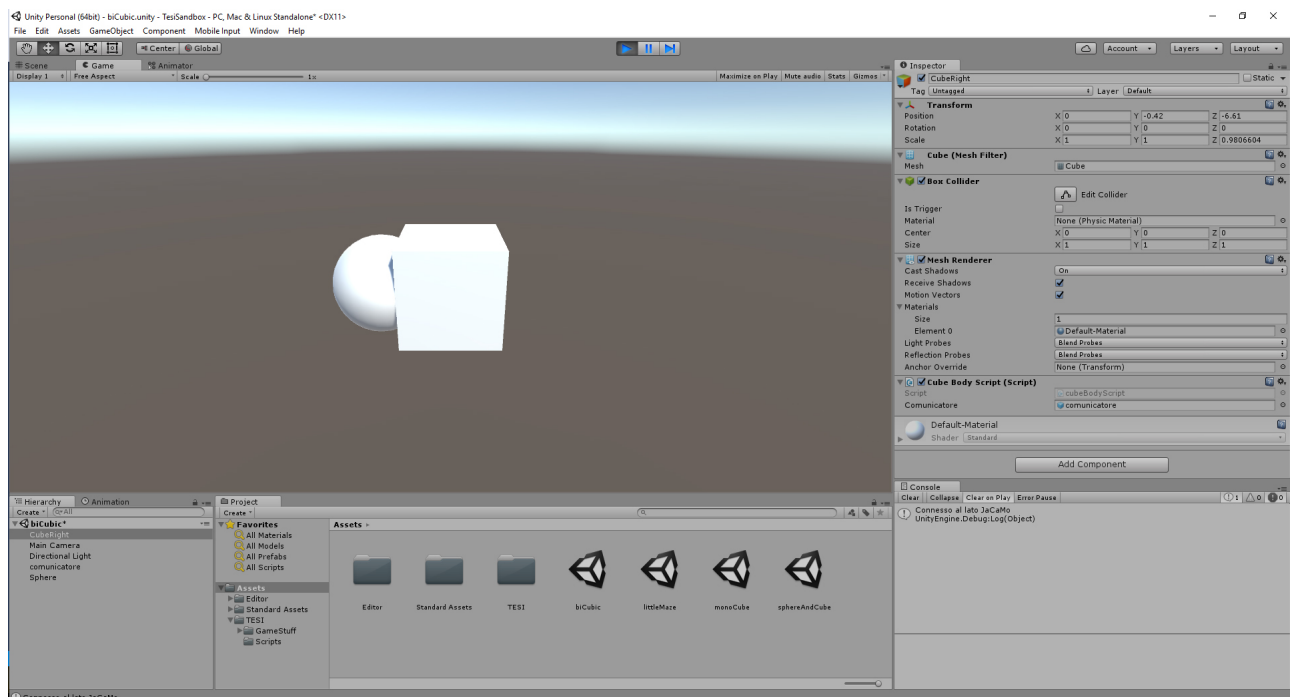 Unity Personal (64bit) - biCubic.unity - TesiSandbox - PC, Mac & Linux Standalone* <DX11>
File Edit Assets GameObject Component Mobile Input Window Help
Center Global Account Layers Layout
Scene Game Animator
Display 1 Free Aspect Scale 1x Maximize on Play Mute audio Stats Gizmos
Inspector
CubeRight Static
Tag Untagged Layer Default
Transform
Position X 0 Y -0.42 Z -6.61
Rotation X 0 Y 0 Z 0
Scale X 1 Y 1 Z 0.9806604
Cube (Mesh Filter)
Mesh Cube
Box Collider
Edit Collider
Is Trigger
Material None (Physic Material)
Center X 0 Y 0 Z 0
Size X 1 Y 1 Z 1
Mesh Renderer
Cast Shadows On
Receive Shadows
Motion Vectors
Materials
Size 1
Element 0 Default-Material
Light Probes Blend Probes
Reflection Probes Blend Probes
Anchor Override None (Transform)
Cube Body Script (Script)
Script cubeBodyScript
Comunicatore comunicatore
Default-Material
Shader Standard
Add Component
Hierarchy Animation
Create All
biCubic*
CubeRight
Main Camera
Directional Light
comunicatore
Sphere
Project
Create
Favorites
All Materials
All Models
All Prefabs
All Scripts
Assets
Editor
Standard Assets
TESI
GameStuff
Scripts
Assets
Editor Standard Assets TESI biCubic littleMaze monoCube sphereAndCube
Console
Clear Collapse Clear on Play Error Pause 1 0 0
Connesso al lato JaCaMo
UnityEngine.Debug:Log(Object)
Connesso al lato JaCaMo